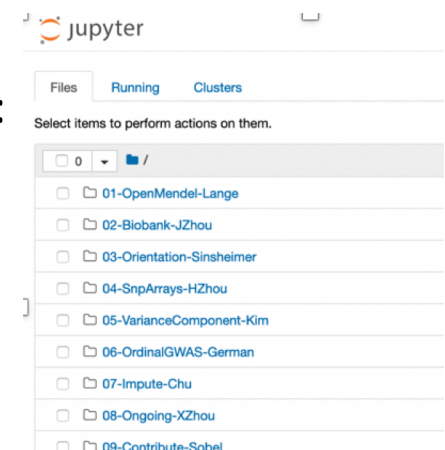 jupyter
Files Running Clusters
Select items to perform actions on them.
0 /
01-OpenMendel-Lange
02-Biobank-JZhou
03-Orientation-Sinsheimer
04-SnpArrays-HZhou
05-VarianceComponent-Kim
06-OrdinalGWAS-German
07-Impute-Chu
08-Ongoing-XZhou
09-Contribute-Sobel